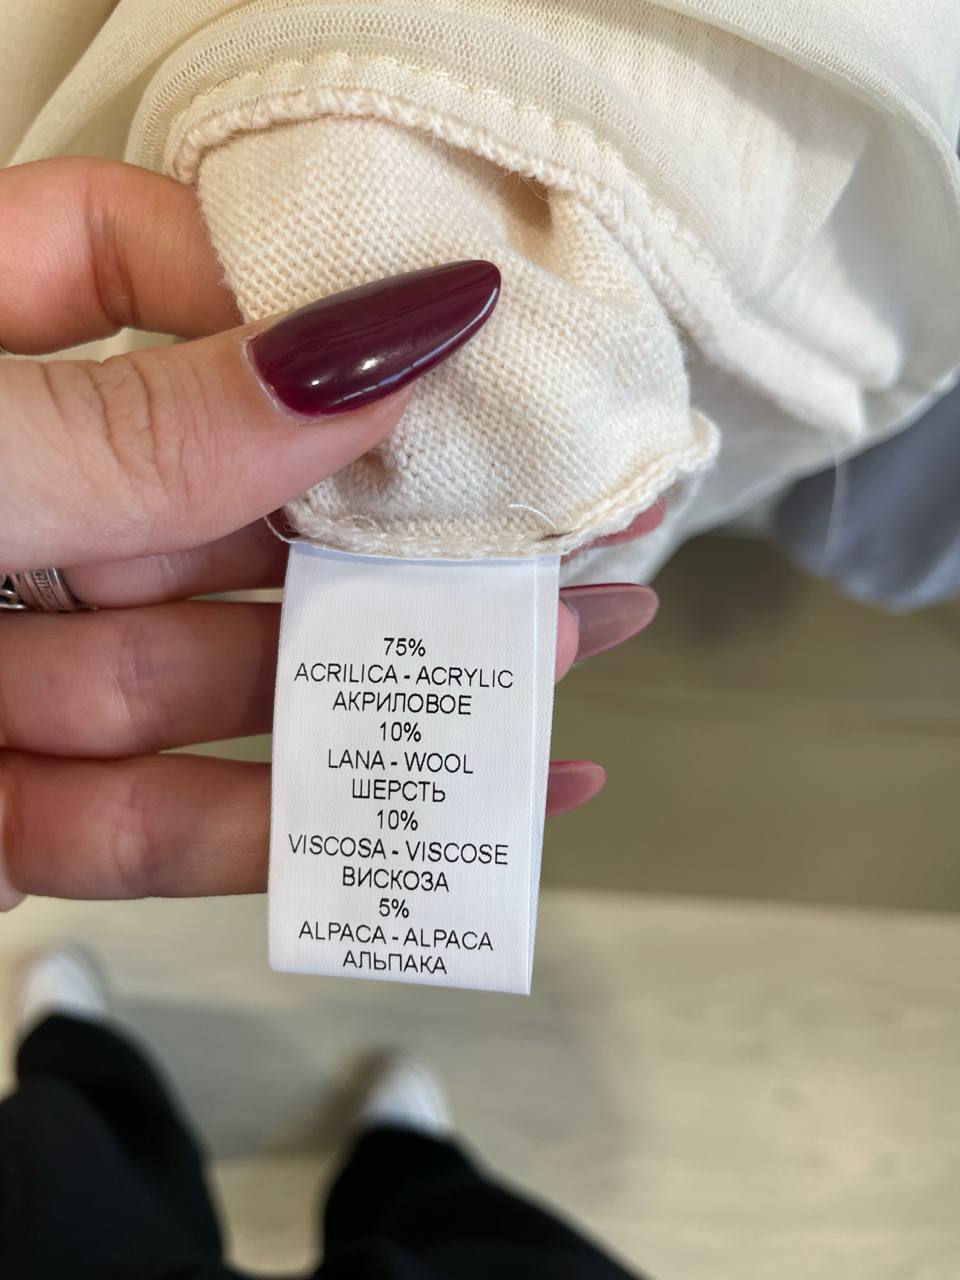 75%
ACRILICA - ACRYLIC
АКРИЛОВОЕ
10%
LANA - WOOL
ШЕРСТЬ
10%
VISCOSA - VISCOSE
ВИСКОЗА
5%
ALPACA - ALPACA
АЛЬПАКА